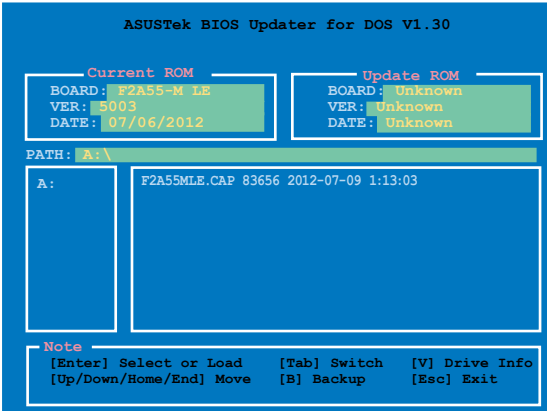 ASUSTek BIOS Updater for DOS V1.30
Current ROM
BOARD: F2A55-M LE
VER: 5003
DATE: 07/06/2012
Update ROM
BOARD: Unknown
VER: Unknown
DATE: Unknown
PATH: A:\
A:
F2A55MLE.CAP 83656 2012-07-09 1:13:03
Note
[Enter] Select or Load [Tab] Switch [V] Drive Info
[Up/Down/Home/End] Move [B] Backup [Esc] Exit